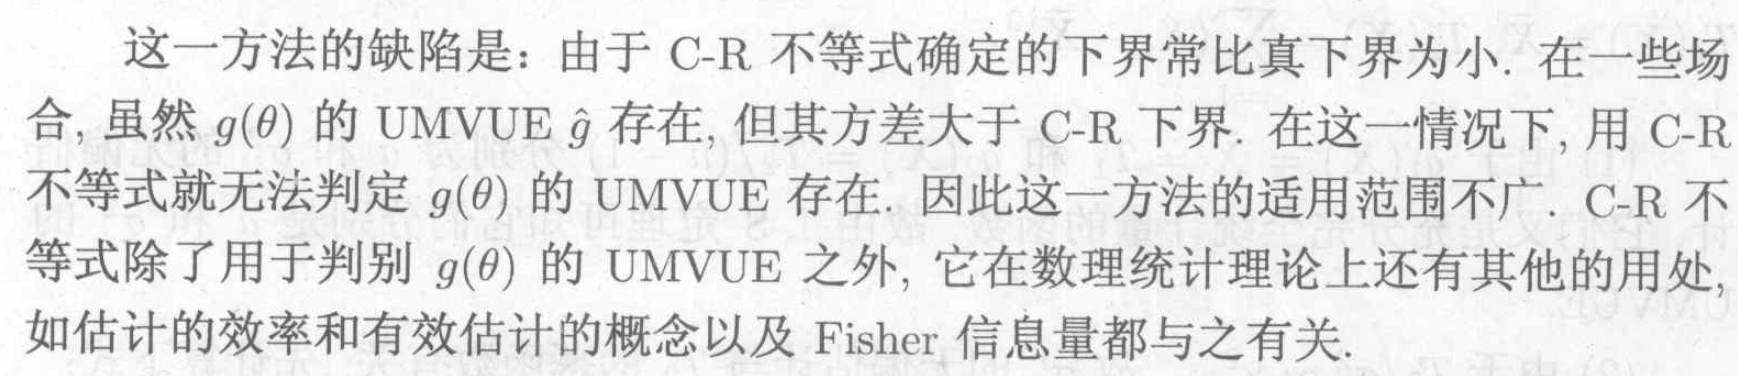 这一方法的缺陷是：由于 C-R 不等式确定的下界常比真下界为小. 在一些场
合, 虽然 g(θ) 的 UMVUE ĝ 存在, 但其方差大于 C-R 下界. 在这一情况下, 用 C-R
不等式就无法判定 g(θ) 的 UMVUE 存在. 因此这一方法的适用范围不广. C-R 不
等式除了用于判别 g(θ) 的 UMVUE 之外, 它在数理统计理论上还有其他的用处,
如估计的效率和有效估计的概念以及 Fisher 信息量都与之有关.